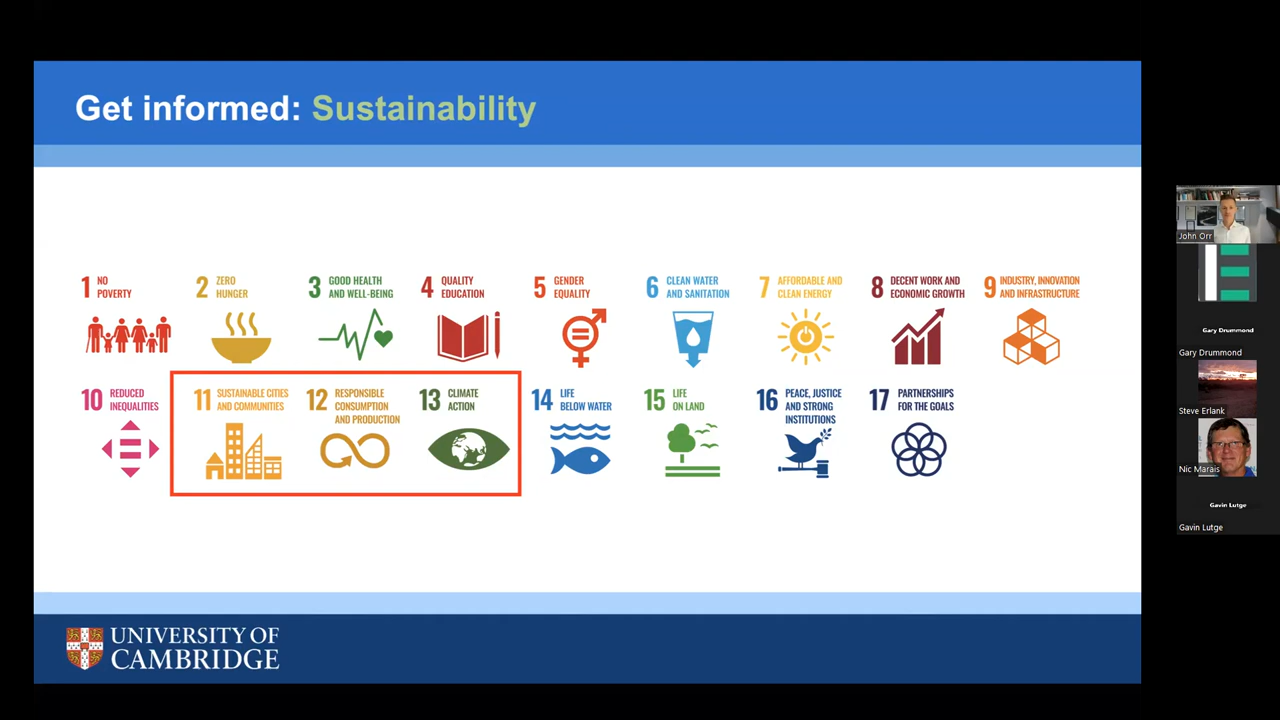 Get informed: Sustainability
1 NO
POVERTY
2 ZERO
HUNGER
3 GOOD HEALTH
AND WELL-BEING
4 QUALITY
EDUCATION
5 GENDER
EQUALITY
6 CLEAN WATER
AND SANITATION
7 AFFORDABLE AND
CLEAN ENERGY
8 DECENT WORK AND
ECONOMIC GROWTH
9 INDUSTRY, INNOVATION
AND INFRASTRUCTURE
10 REDUCED
INEQUALITIES
11 SUSTAINABLE CITIES
AND COMMUNITIES
12 RESPONSIBLE
CONSUMPTION
AND PRODUCTION
13 CLIMATE
ACTION
14 LIFE
BELOW WATER
15 LIFE
ON LAND
16 PEACE, JUSTICE
AND STRONG
INSTITUTIONS
17 PARTNERSHIPS
FOR THE GOALS
UNIVERSITY OF
CAMBRIDGE
John Orr
Gary Drummond
Gary Drummond
Steve Erlank
Nic Marais
Gavin Lutge
Gavin Lutge